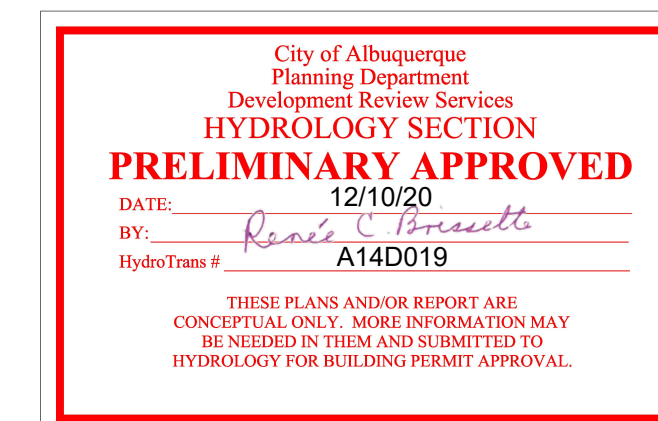 City of Albuquerque
Planning Department
Development Review Services
HYDROLOGY SECTION
PRELIMINARY APPROVED
DATE: 12/10/20
BY: Renée C. Brissette
HydroTrans # A14D019
THESE PLANS AND/OR REPORT ARE
CONCEPTUAL ONLY. MORE INFORMATION MAY
BE NEEDED IN THEM AND SUBMITTED TO
HYDROLOGY FOR BUILDING PERMIT APPROVAL.